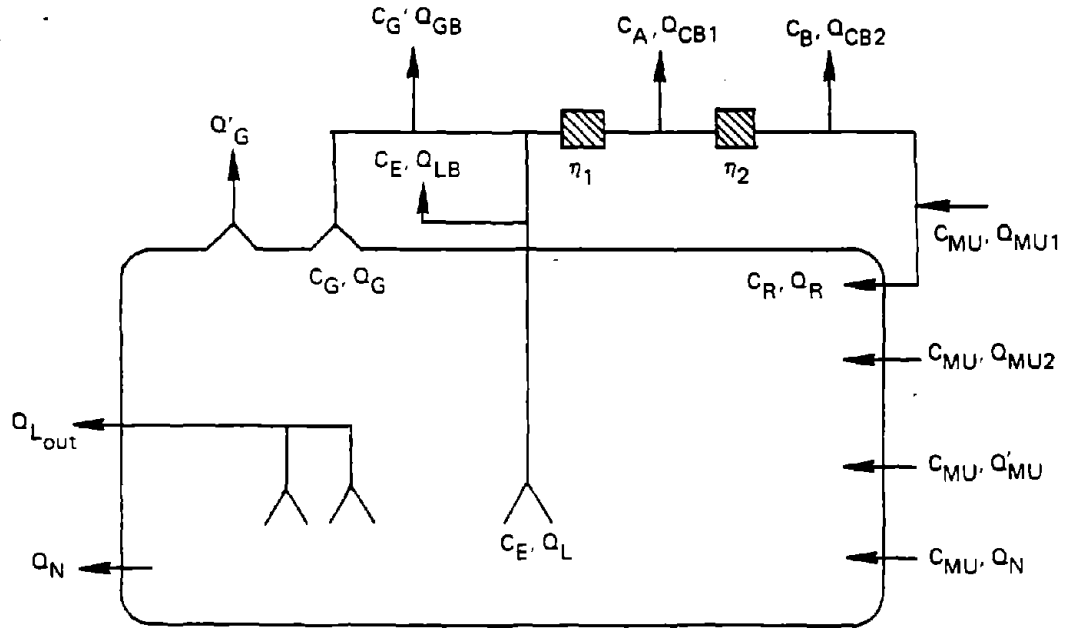 C_G' Q_GB
C_A, Q_CB1
C_B, Q_CB2
Q'_G
C_E, Q_LB
η_1
η_2
C_MU, Q_MU1
C_G, Q_G
C_R, Q_R
C_MU, Q_MU2
Q_Lout
C_MU, Q'_MU
C_E, Q_L
Q_N
C_MU, Q_N